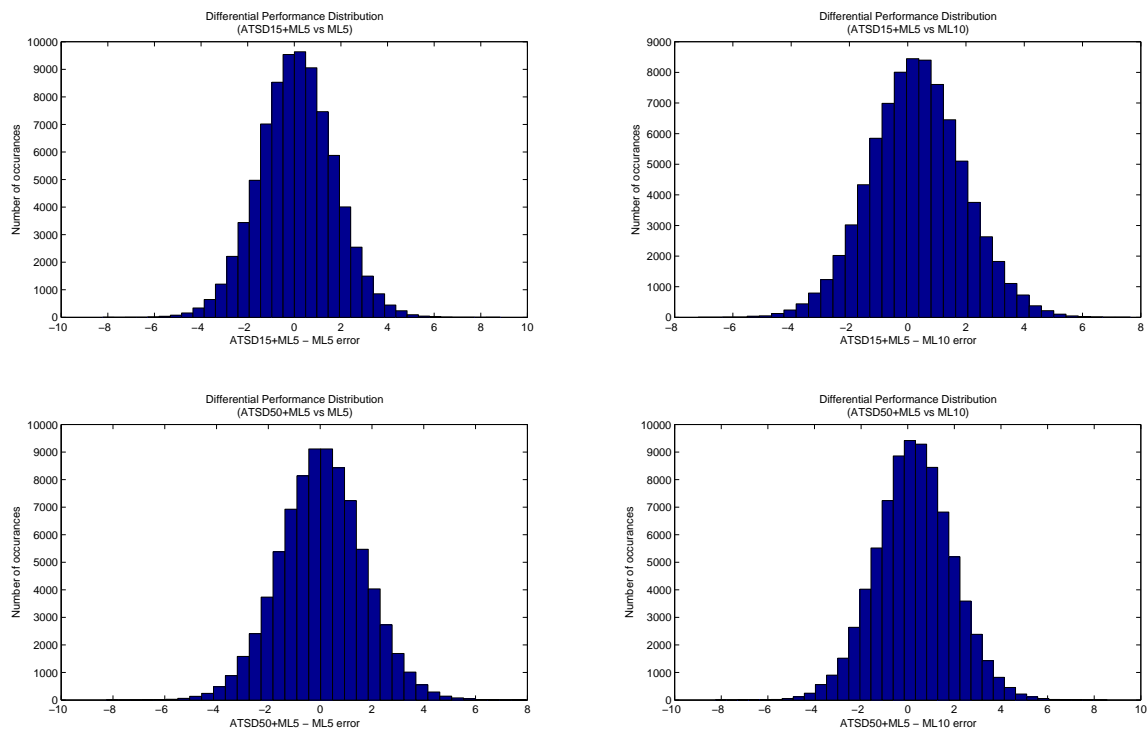 Differential Performance Distribution
(ATSD15+ML5 vs ML5)
10000
9000
8000
7000
6000
5000
4000
3000
2000
1000
0
Number of occurances
−10 −8 −6 −4 −2 0 2 4 6 8 10
ATSD15+ML5 − ML5 error
Differential Performance Distribution
(ATSD15+ML5 vs ML10)
9000
8000
7000
6000
5000
4000
3000
2000
1000
0
Number of occurances
−8 −6 −4 −2 0 2 4 6 8
ATSD15+ML5 − ML10 error
Differential Performance Distribution
(ATSD50+ML5 vs ML5)
10000
9000
8000
7000
6000
5000
4000
3000
2000
1000
0
Number of occurances
−10 −8 −6 −4 −2 0 2 4 6 8
ATSD50+ML5 − ML5 error
Differential Performance Distribution
(ATSD50+ML5 vs ML10)
10000
9000
8000
7000
6000
5000
4000
3000
2000
1000
0
Number of occurances
−10 −8 −6 −4 −2 0 2 4 6 8 10
ATSD50+ML5 − ML10 error